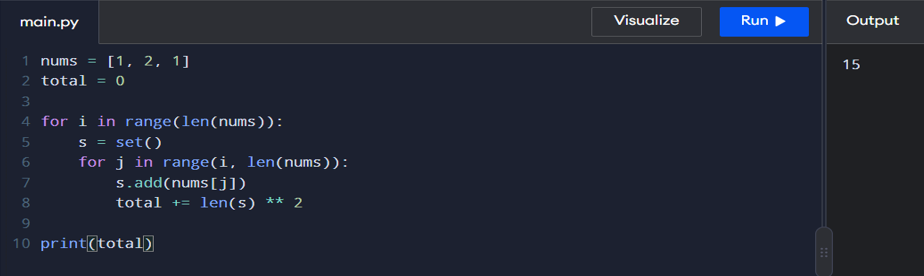 main.py Visualize Run Output
1 nums = [1, 2, 1] 15
2 total = 0
3
4 for i in range(len(nums)):
5     s = set()
6     for j in range(i, len(nums)):
7         s.add(nums[j])
8         total += len(s) ** 2
9
10 print(total)